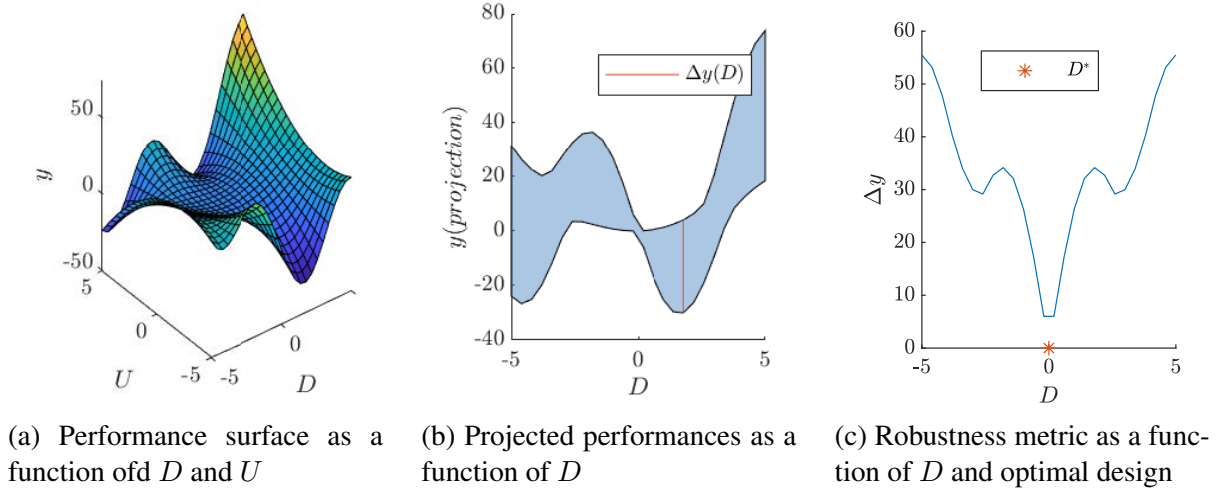 50
0
-50
y
5
0
-5
U
-5
0
5
D
80
60
40
20
0
-20
-40
y(projection)
Δy(D)
-5
0
5
D
60
50
40
30
20
10
0
Δy
D*
-5
0
5
D
(a) Performance surface as a
function ofd D and U
(b) Projected performances as a
function of D
(c) Robustness metric as a func-
tion of D and optimal design